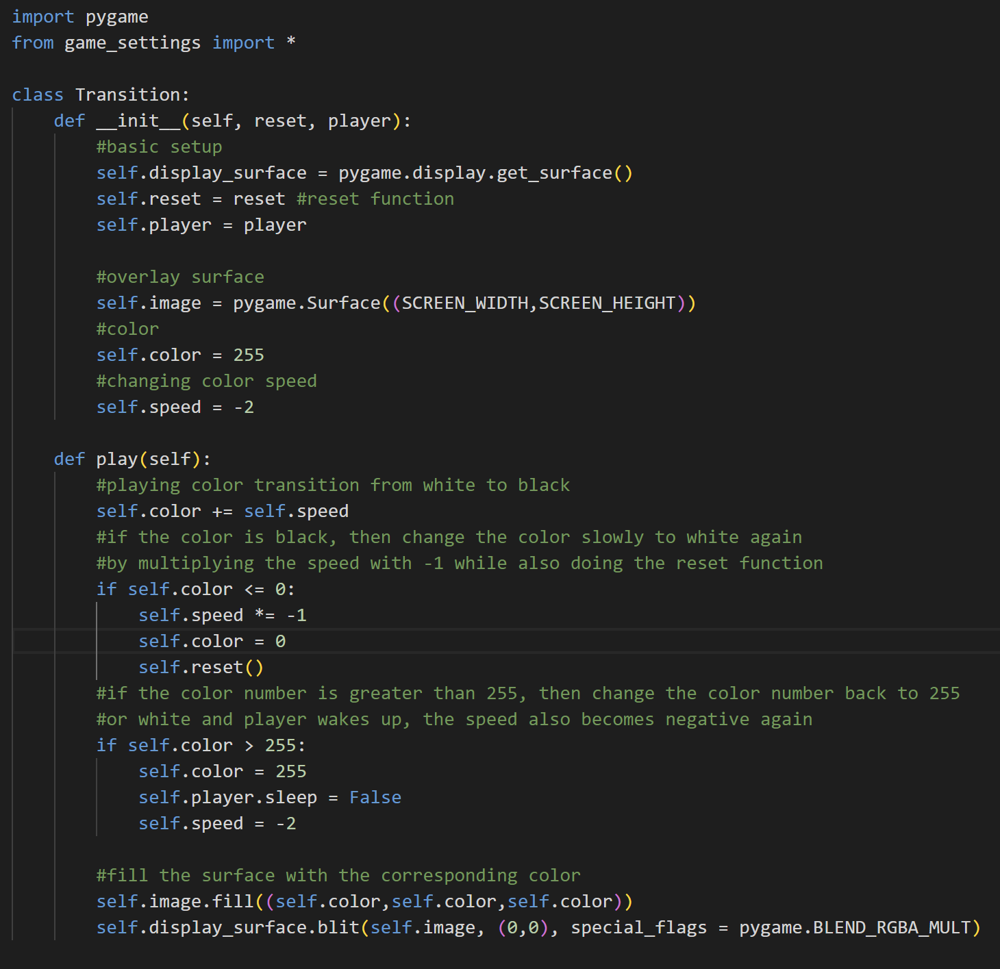 import pygame
from game_settings import *

class Transition:
    def __init__(self, reset, player):
        #basic setup
        self.display_surface = pygame.display.get_surface()
        self.reset = reset #reset function
        self.player = player

        #overlay surface
        self.image = pygame.Surface((SCREEN_WIDTH,SCREEN_HEIGHT))
        #color
        self.color = 255
        #changing color speed
        self.speed = -2

    def play(self):
        #playing color transition from white to black
        self.color += self.speed
        #if the color is black, then change the color slowly to white again
        #by multiplying the speed with -1 while also doing the reset function
        if self.color <= 0:
            self.speed *= -1
            self.color = 0
            self.reset()
        #if the color number is greater than 255, then change the color number back to 255
        #or white and player wakes up, the speed also becomes negative again
        if self.color > 255:
            self.color = 255
            self.player.sleep = False
            self.speed = -2

        #fill the surface with the corresponding color
        self.image.fill((self.color,self.color,self.color))
        self.display_surface.blit(self.image, (0,0), special_flags = pygame.BLEND_RGBA_MULT)